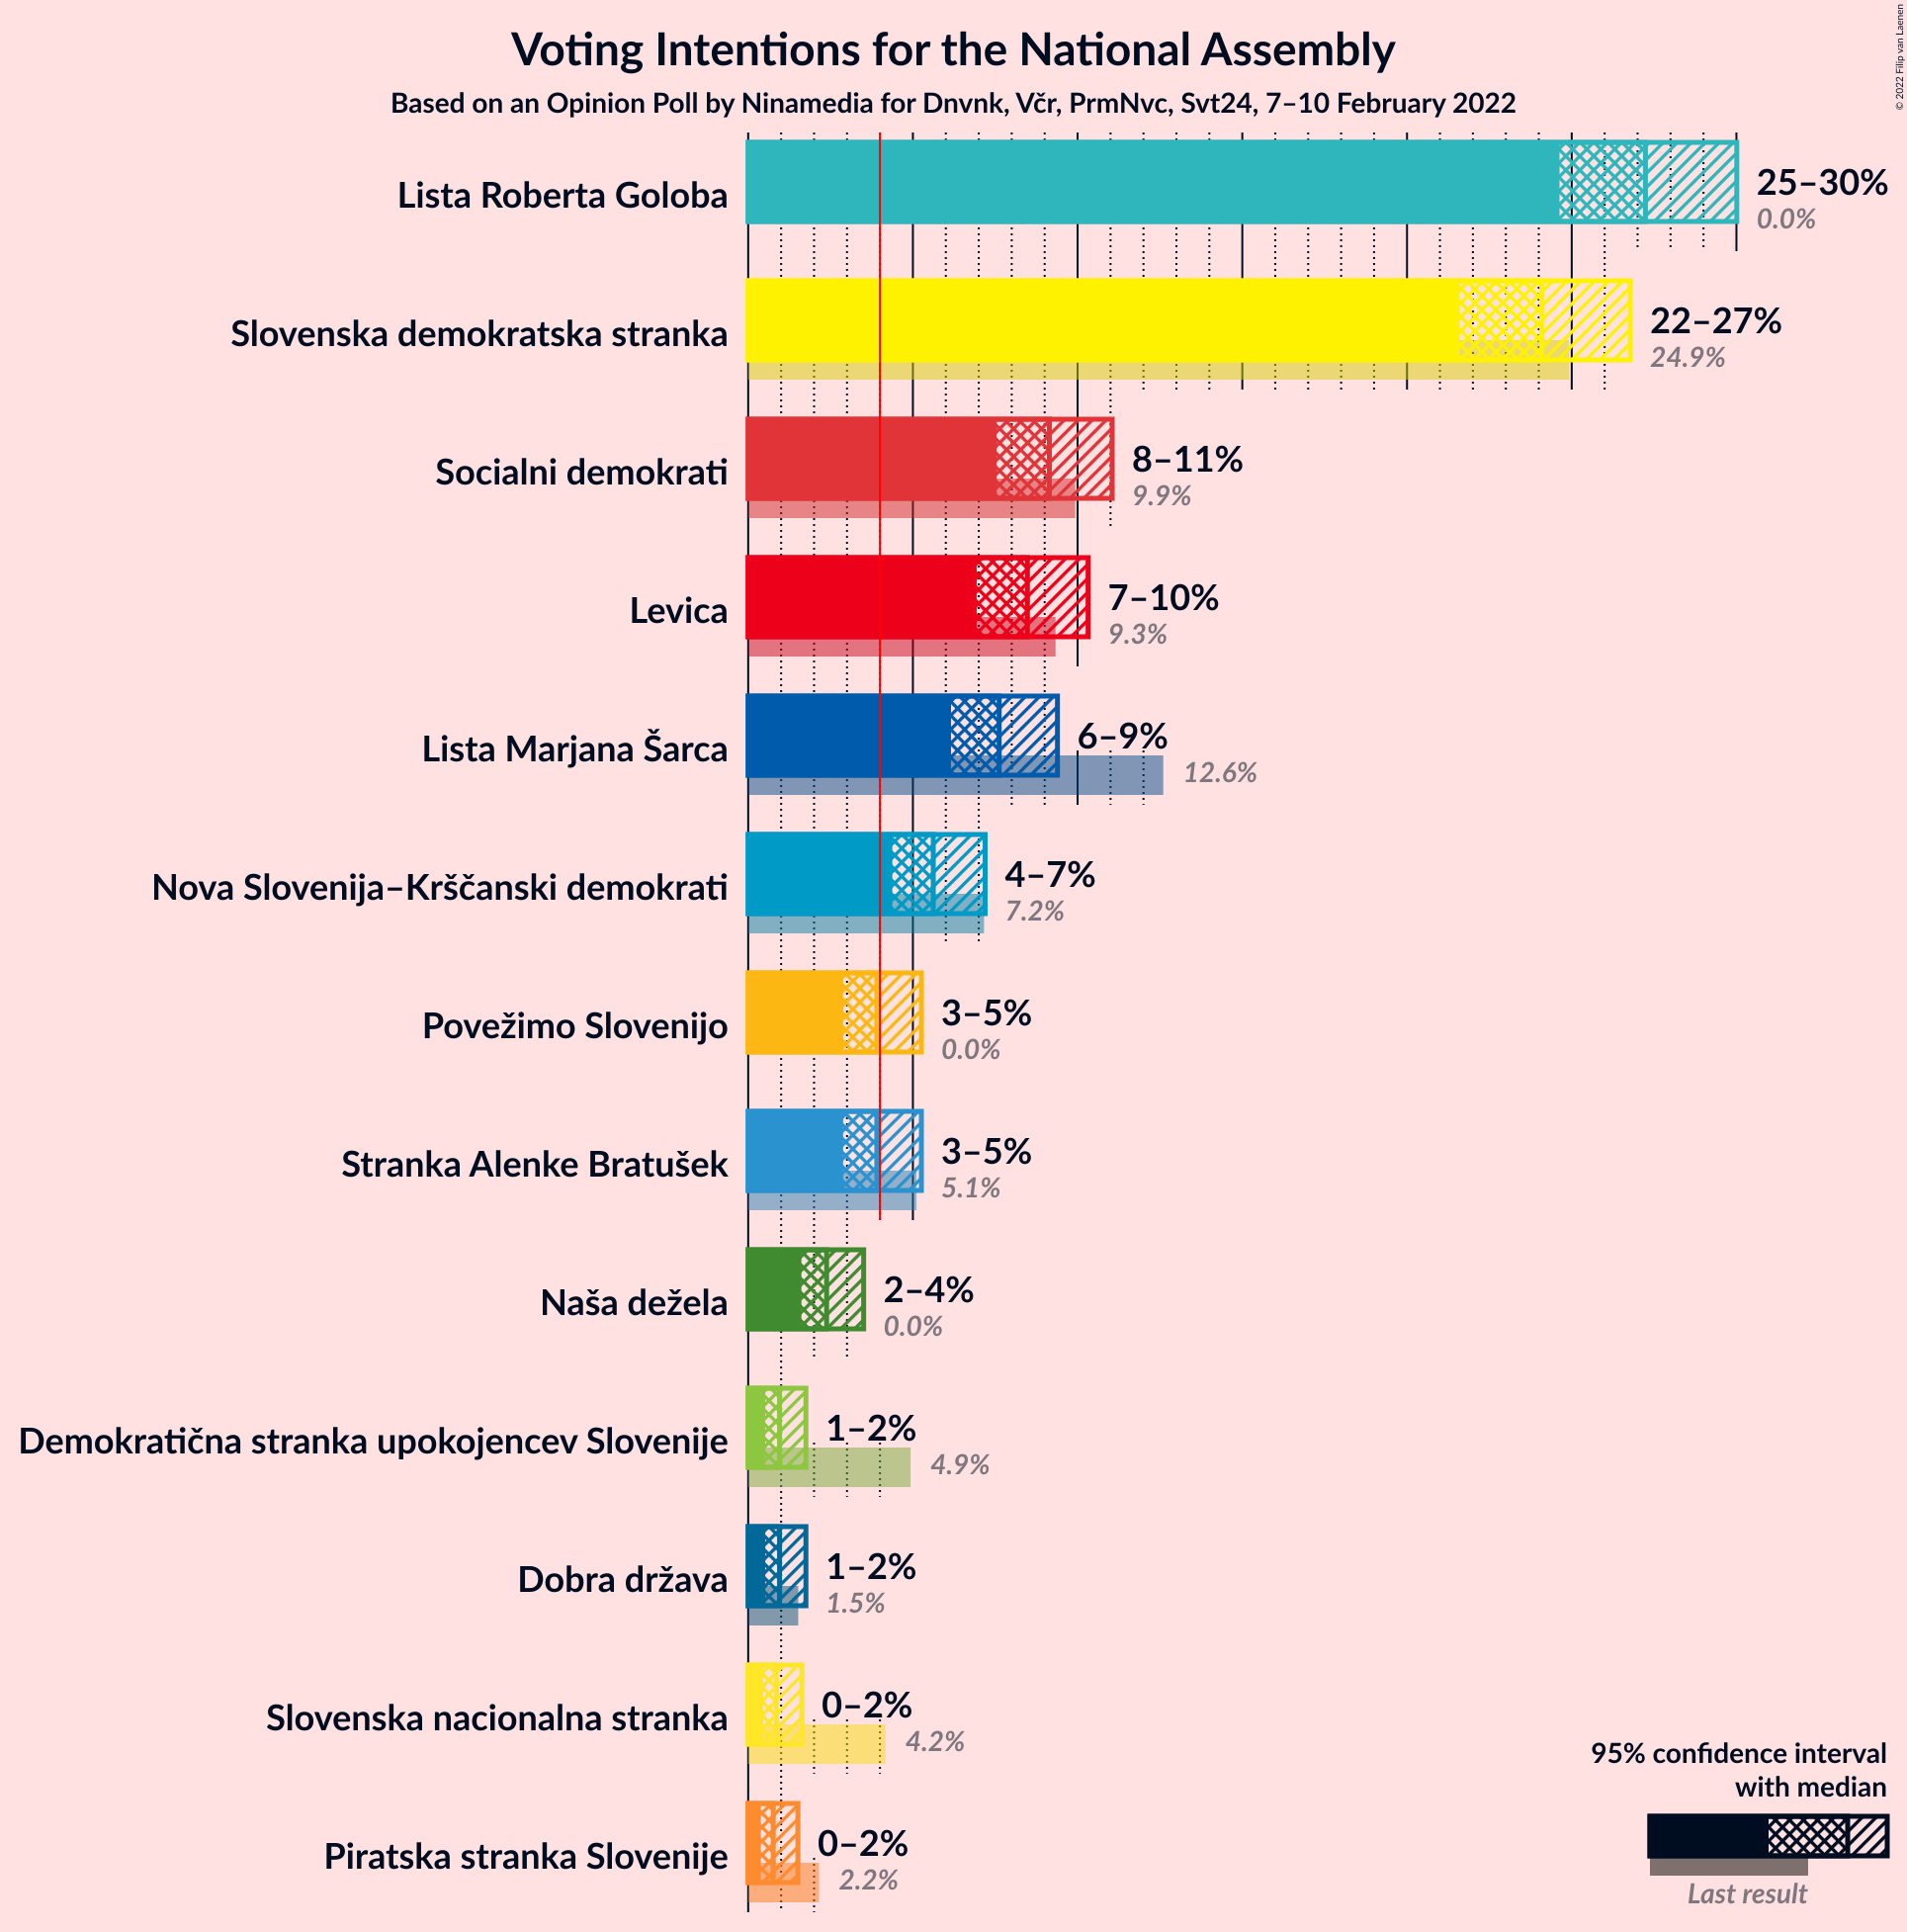 Voting Intentions for the National Assembly
Based on an Opinion Poll by Ninamedia for Dnvnk, Včr, PrmNvc, Svt24, 7–10 February 2022
© 2022 Filip van Laenen
Lista Roberta Goloba
25–30%
0.0%
Slovenska demokratska stranka
22–27%
24.9%
Socialni demokrati
8–11%
9.9%
Levica
7–10%
9.3%
Lista Marjana Šarca
6–9%
12.6%
Nova Slovenija–Krščanski demokrati
4–7%
7.2%
Povežimo Slovenijo
3–5%
0.0%
Stranka Alenke Bratušek
3–5%
5.1%
Naša dežela
2–4%
0.0%
Demokratična stranka upokojencev Slovenije
1–2%
4.9%
Dobra država
1–2%
1.5%
Slovenska nacionalna stranka
0–2%
4.2%
Piratska stranka Slovenije
0–2%
2.2%
95% confidence interval
with median
Last result